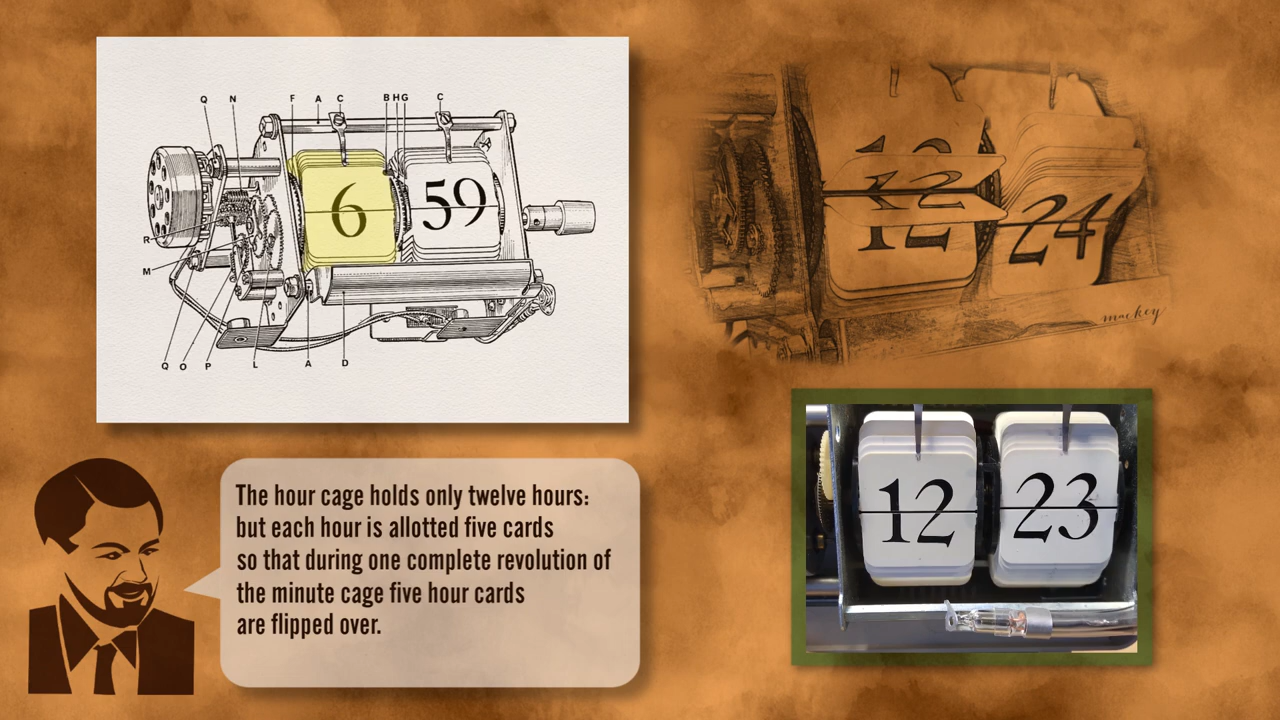 Q N F A C B H G C
6 59
R
M
Q O P L A D
12
12 24
mackey
12 23
The hour cage holds only twelve hours:
but each hour is allotted five cards
so that during one complete revolution of
the minute cage five hour cards
are flipped over.